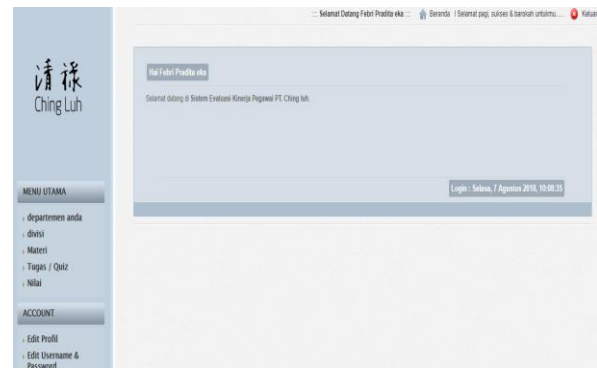 ::: Selamat Datang Febri Pradita eka ::: Beranda | Selamat pagi, sukses & barokah untukmu...... Keluar
清祿
Ching Luh
Hai Febri Pradita eka
Selamat datang di Sistem Evaluasi Kinerja Pegawai PT. Ching luh
Login : Selasa, 7 Agustus 2018, 10:08:35
MENU UTAMA
departemen anda
divisi
Materi
Tugas / Quiz
Nilai
ACCOUNT
Edit Profil
Edit Username &
Password